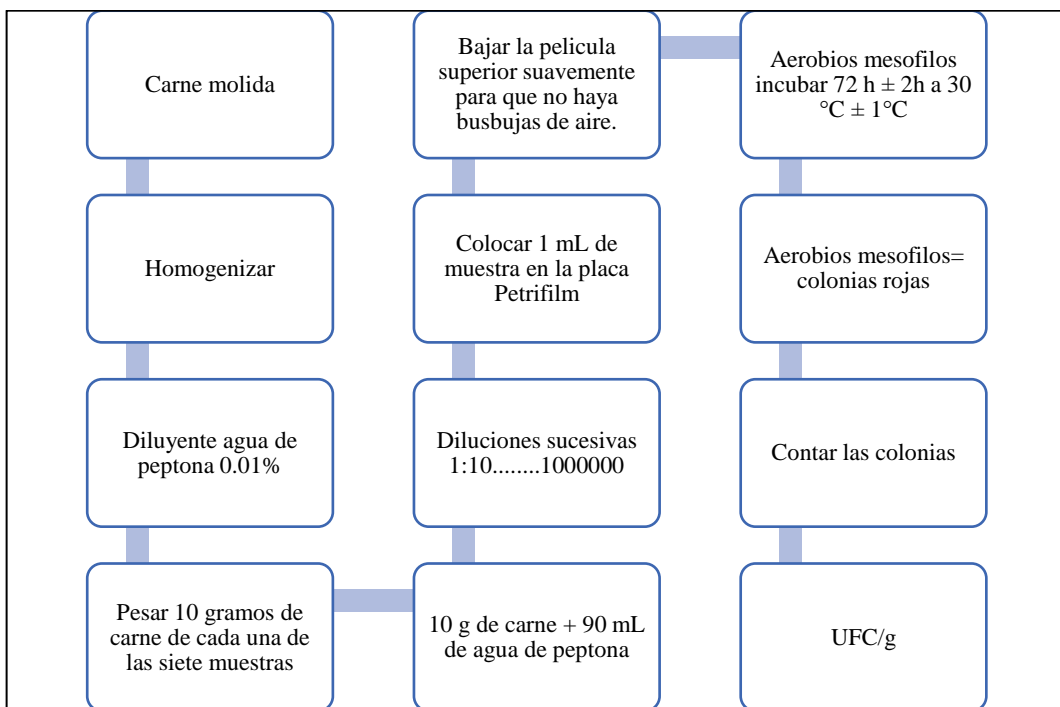 Carne molida
Homogenizar
Diluyente agua de
peptona 0.01%
Pesar 10 gramos de
carne de cada una de
las siete muestras
10 g de carne + 90 mL
de agua de peptona
Diluciones sucesivas
1:10........1000000
Colocar 1 mL de
muestra en la placa
Petrifilm
Bajar la pelicula
superior suavemente
para que no haya
busbujas de aire.
Aerobios mesofilos
incubar 72 h ± 2h a 30
°C ± 1°C
Aerobios mesofilos=
colonias rojas
Contar las colonias
UFC/g